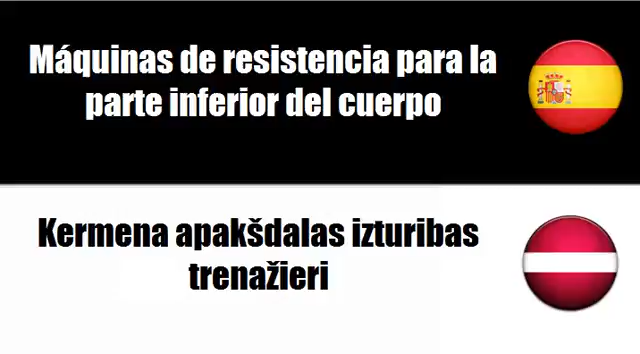 Máquinas de resistencia para la
parte inferior del cuerpo
Kermena apakšdalas izturibas
trenažieri